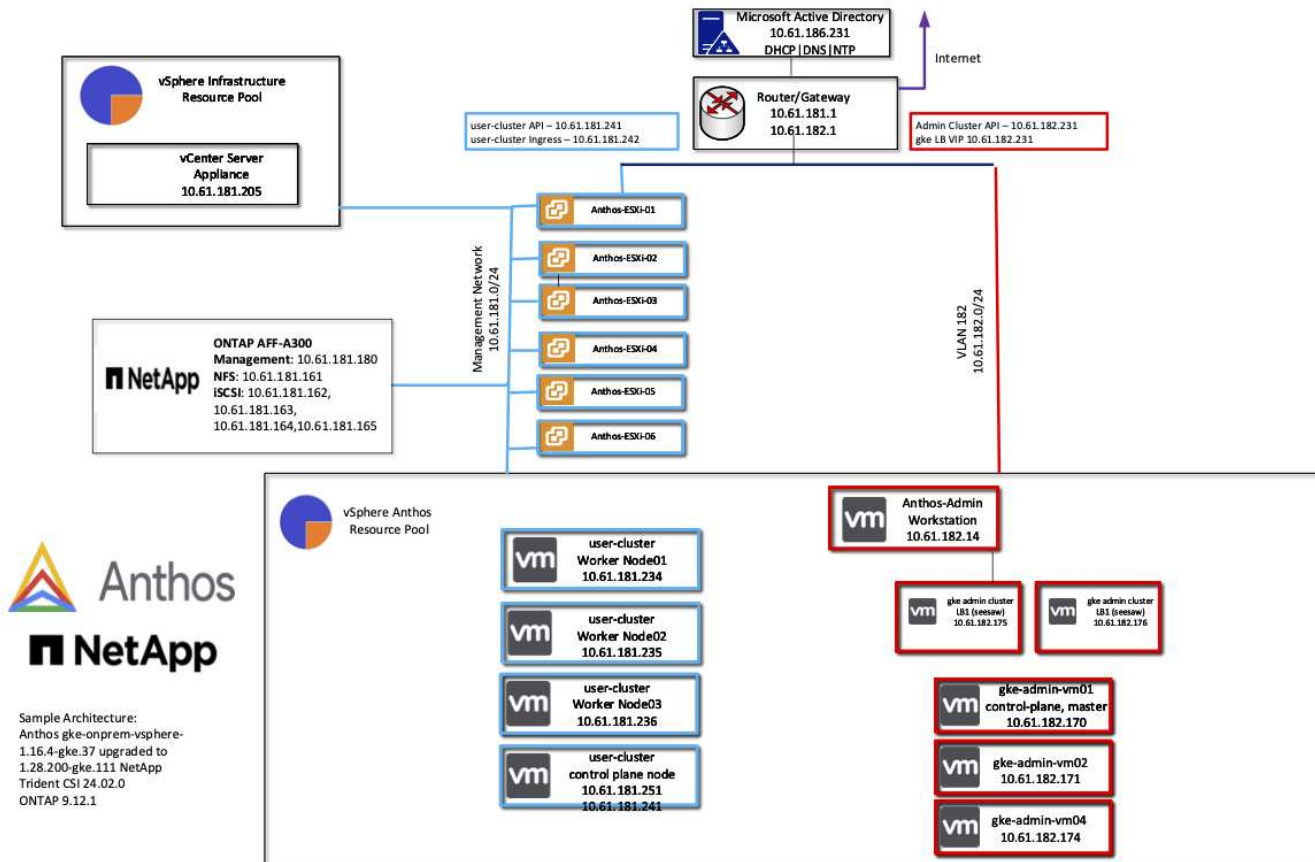 Microsoft Active Directory
10.61.186.231
DHCP|DNS|NTP
Internet
vSphere Infrastructure
Resource Pool
vCenter Server
Appliance
10.61.181.205
Router/Gateway
10.61.181.1
10.61.182.1
user-cluster API – 10.61.181.241
user-cluster Ingress – 10.61.181.242
Admin Cluster API – 10.61.182.231
gke LB VIP 10.61.182.231
Anthos-ESXi-01
Anthos-ESXi-02
Anthos-ESXi-03
Anthos-ESXi-04
Anthos-ESXi-05
Anthos-ESXi-06
Management Network
10.61.181.0/24
VLAN 182
10.61.182.0/24
NetApp
ONTAP AFF-A300
Management: 10.61.181.180
NFS: 10.61.181.161
iSCSI: 10.61.181.162,
10.61.181.163,
10.61.181.164,10.61.181.165
vSphere Anthos
Resource Pool
vm
user-cluster
Worker Node01
10.61.181.234
vm
user-cluster
Worker Node02
10.61.181.235
vm
user-cluster
Worker Node03
10.61.181.236
vm
user-cluster
control plane node
10.61.181.251
10.61.181.241
vm
Anthos-Admin
Workstation
10.61.182.14
vm
gke admin cluster
LB1 (seesaw)
10.61.182.175
vm
gke admin cluster
LB1 (seesaw)
10.61.182.176
vm
gke-admin-vm01
control-plane, master
10.61.182.170
vm
gke-admin-vm02
10.61.182.171
vm
gke-admin-vm04
10.61.182.174
Anthos
NetApp
Sample Architecture:
Anthos gke-onprem-vsphere-
1.16.4-gke.37 upgraded to
1.28.200-gke.111 NetApp
Trident CSI 24.02.0
ONTAP 9.12.1